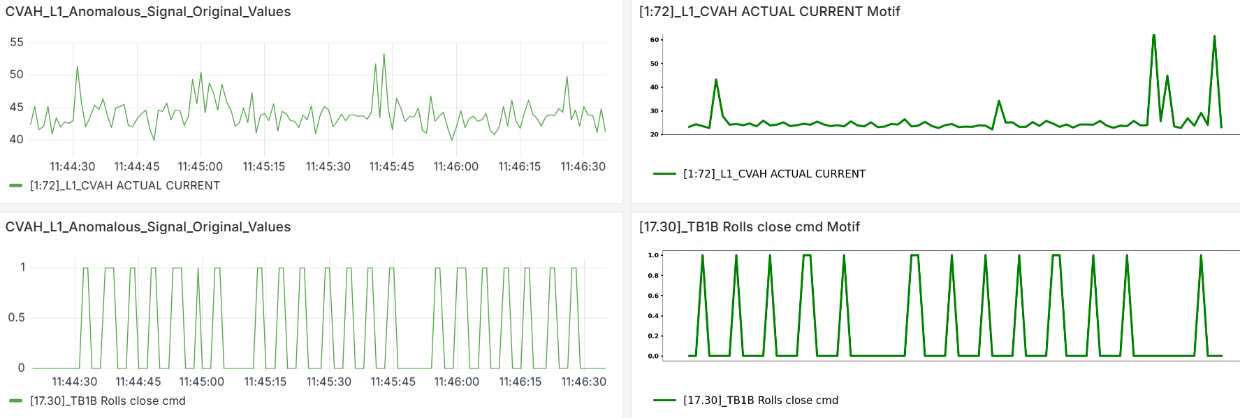 CVAH_L1_Anomalous_Signal_Original_Values
55
50
45
40
11:44:30 11:44:45 11:45:00 11:45:15 11:45:30 11:45:45 11:46:00 11:46:15 11:46:30
[1:72]_L1_CVAH ACTUAL CURRENT
[1:72]_L1_CVAH ACTUAL CURRENT Motif
60
50
40
30
20
[1:72]_L1_CVAH ACTUAL CURRENT
CVAH_L1_Anomalous_Signal_Original_Values
1
0.5
0
11:44:30 11:44:45 11:45:00 11:45:15 11:45:30 11:45:45 11:46:00 11:46:15 11:46:30
[17.30]_TB1B Rolls close cmd
[17.30]_TB1B Rolls close cmd Motif
1.0
0.8
0.6
0.4
0.2
0.0
[17.30]_TB1B Rolls close cmd